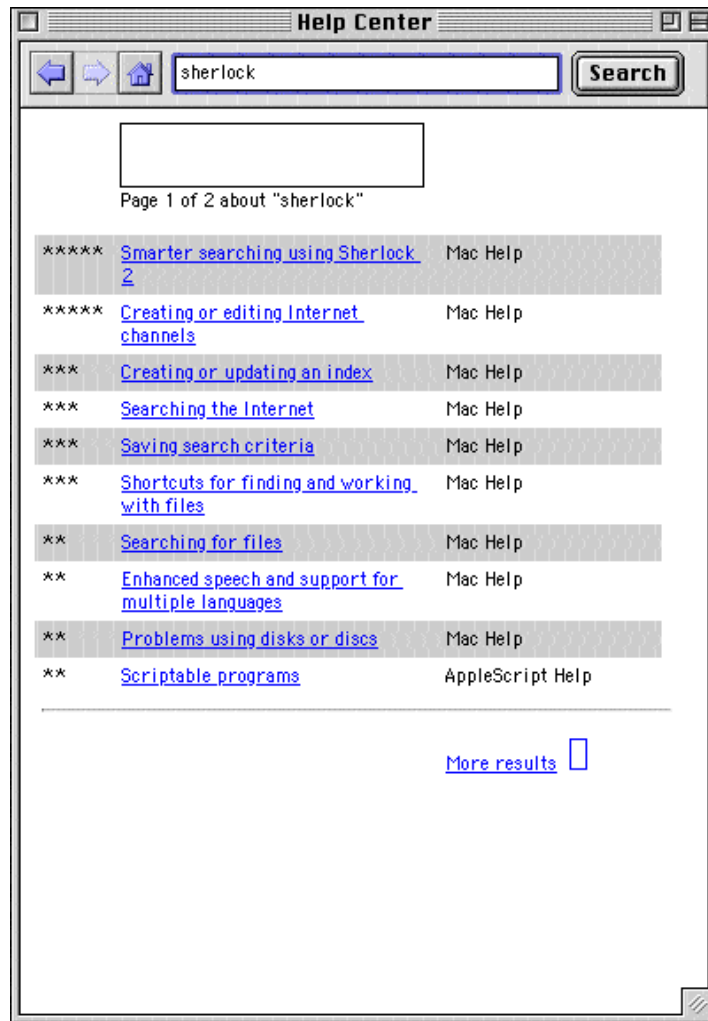 Help Center
sherlock
Search
Page 1 of 2 about "sherlock"
***** Smarter searching using Sherlock Mac Help
2
***** Creating or editing Internet Mac Help
channels
*** Creating or updating an index Mac Help
*** Searching the Internet Mac Help
*** Saving search criteria Mac Help
*** Shortcuts for finding and working Mac Help
with files
** Searching for files Mac Help
** Enhanced speech and support for Mac Help
multiple languages
** Problems using disks or discs Mac Help
** Scriptable programs AppleScript Help
More results